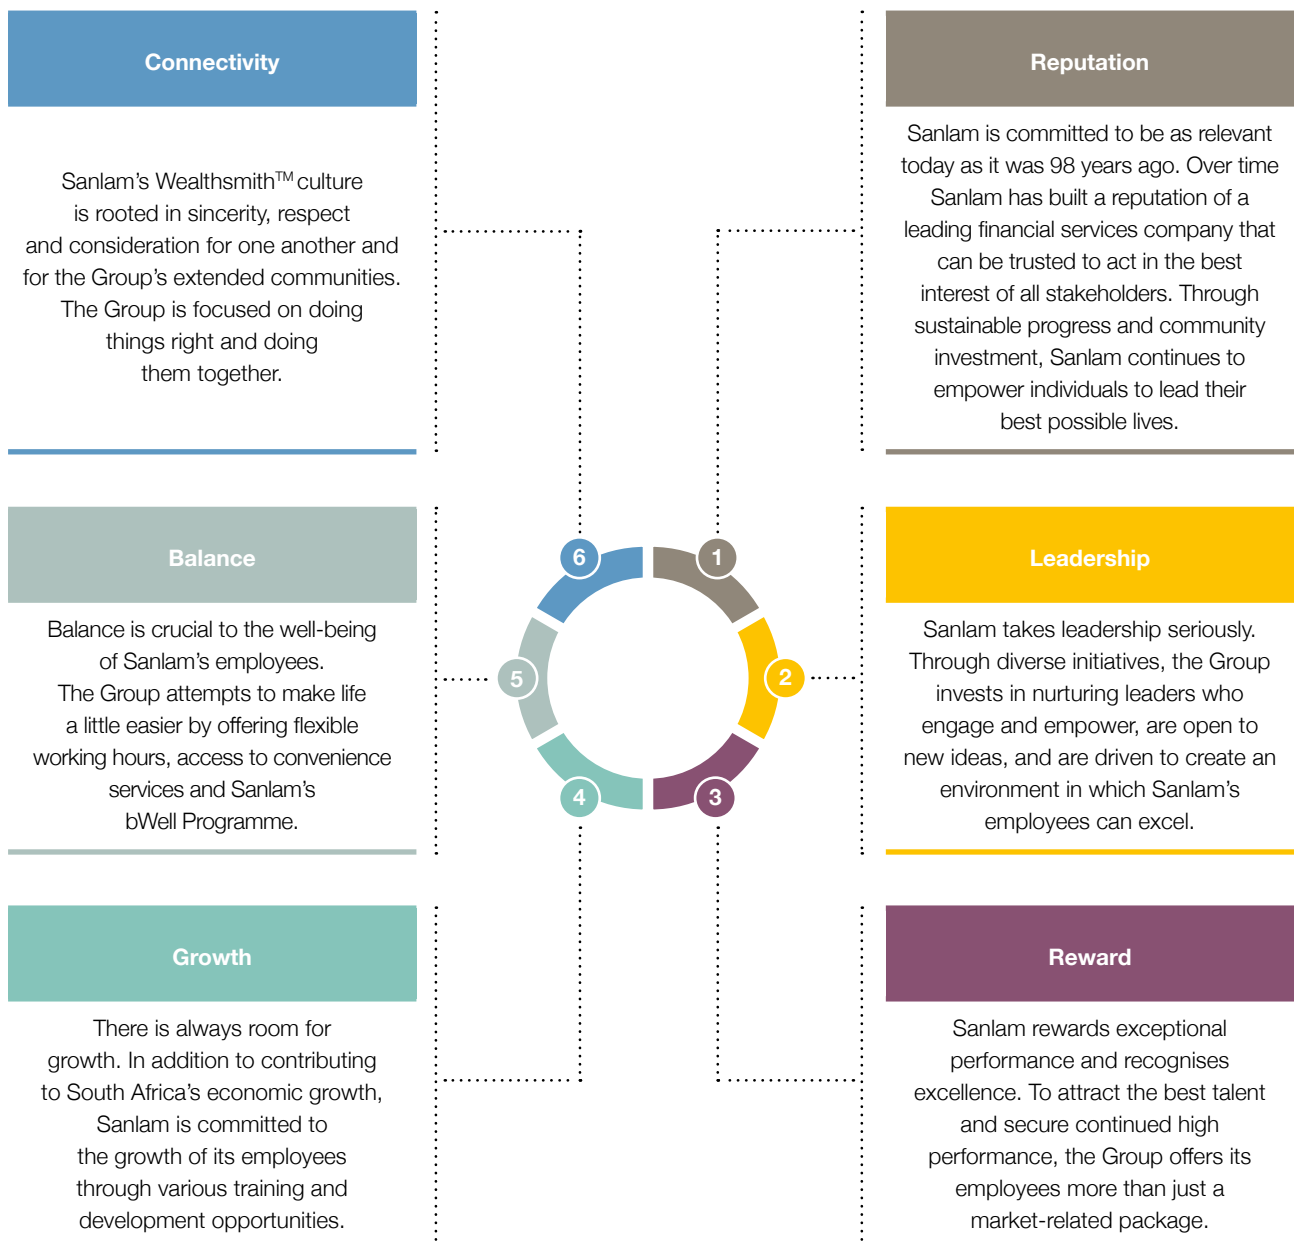 Connectivity
Sanlam's Wealthsmith™ culture
is rooted in sincerity, respect
and consideration for one another and
for the Group's extended communities.
The Group is focused on doing
things right and doing
them together.
Reputation
Sanlam is committed to be as relevant
today as it was 98 years ago. Over time
Sanlam has built a reputation of a
leading financial services company that
can be trusted to act in the best
interest of all stakeholders. Through
sustainable progress and community
investment, Sanlam continues to
empower individuals to lead their
best possible lives.
Balance
Balance is crucial to the well-being
of Sanlam's employees.
The Group attempts to make life
a little easier by offering flexible
working hours, access to convenience
services and Sanlam's
bWell Programme.
6
1
5
2
4
3
Leadership
Sanlam takes leadership seriously.
Through diverse initiatives, the Group
invests in nurturing leaders who
engage and empower, are open to
new ideas, and are driven to create an
environment in which Sanlam's
employees can excel.
Growth
There is always room for
growth. In addition to contributing
to South Africa's economic growth,
Sanlam is committed to
the growth of its employees
through various training and
development opportunities.
Reward
Sanlam rewards exceptional
performance and recognises
excellence. To attract the best talent
and secure continued high
performance, the Group offers its
employees more than just a
market-related package.